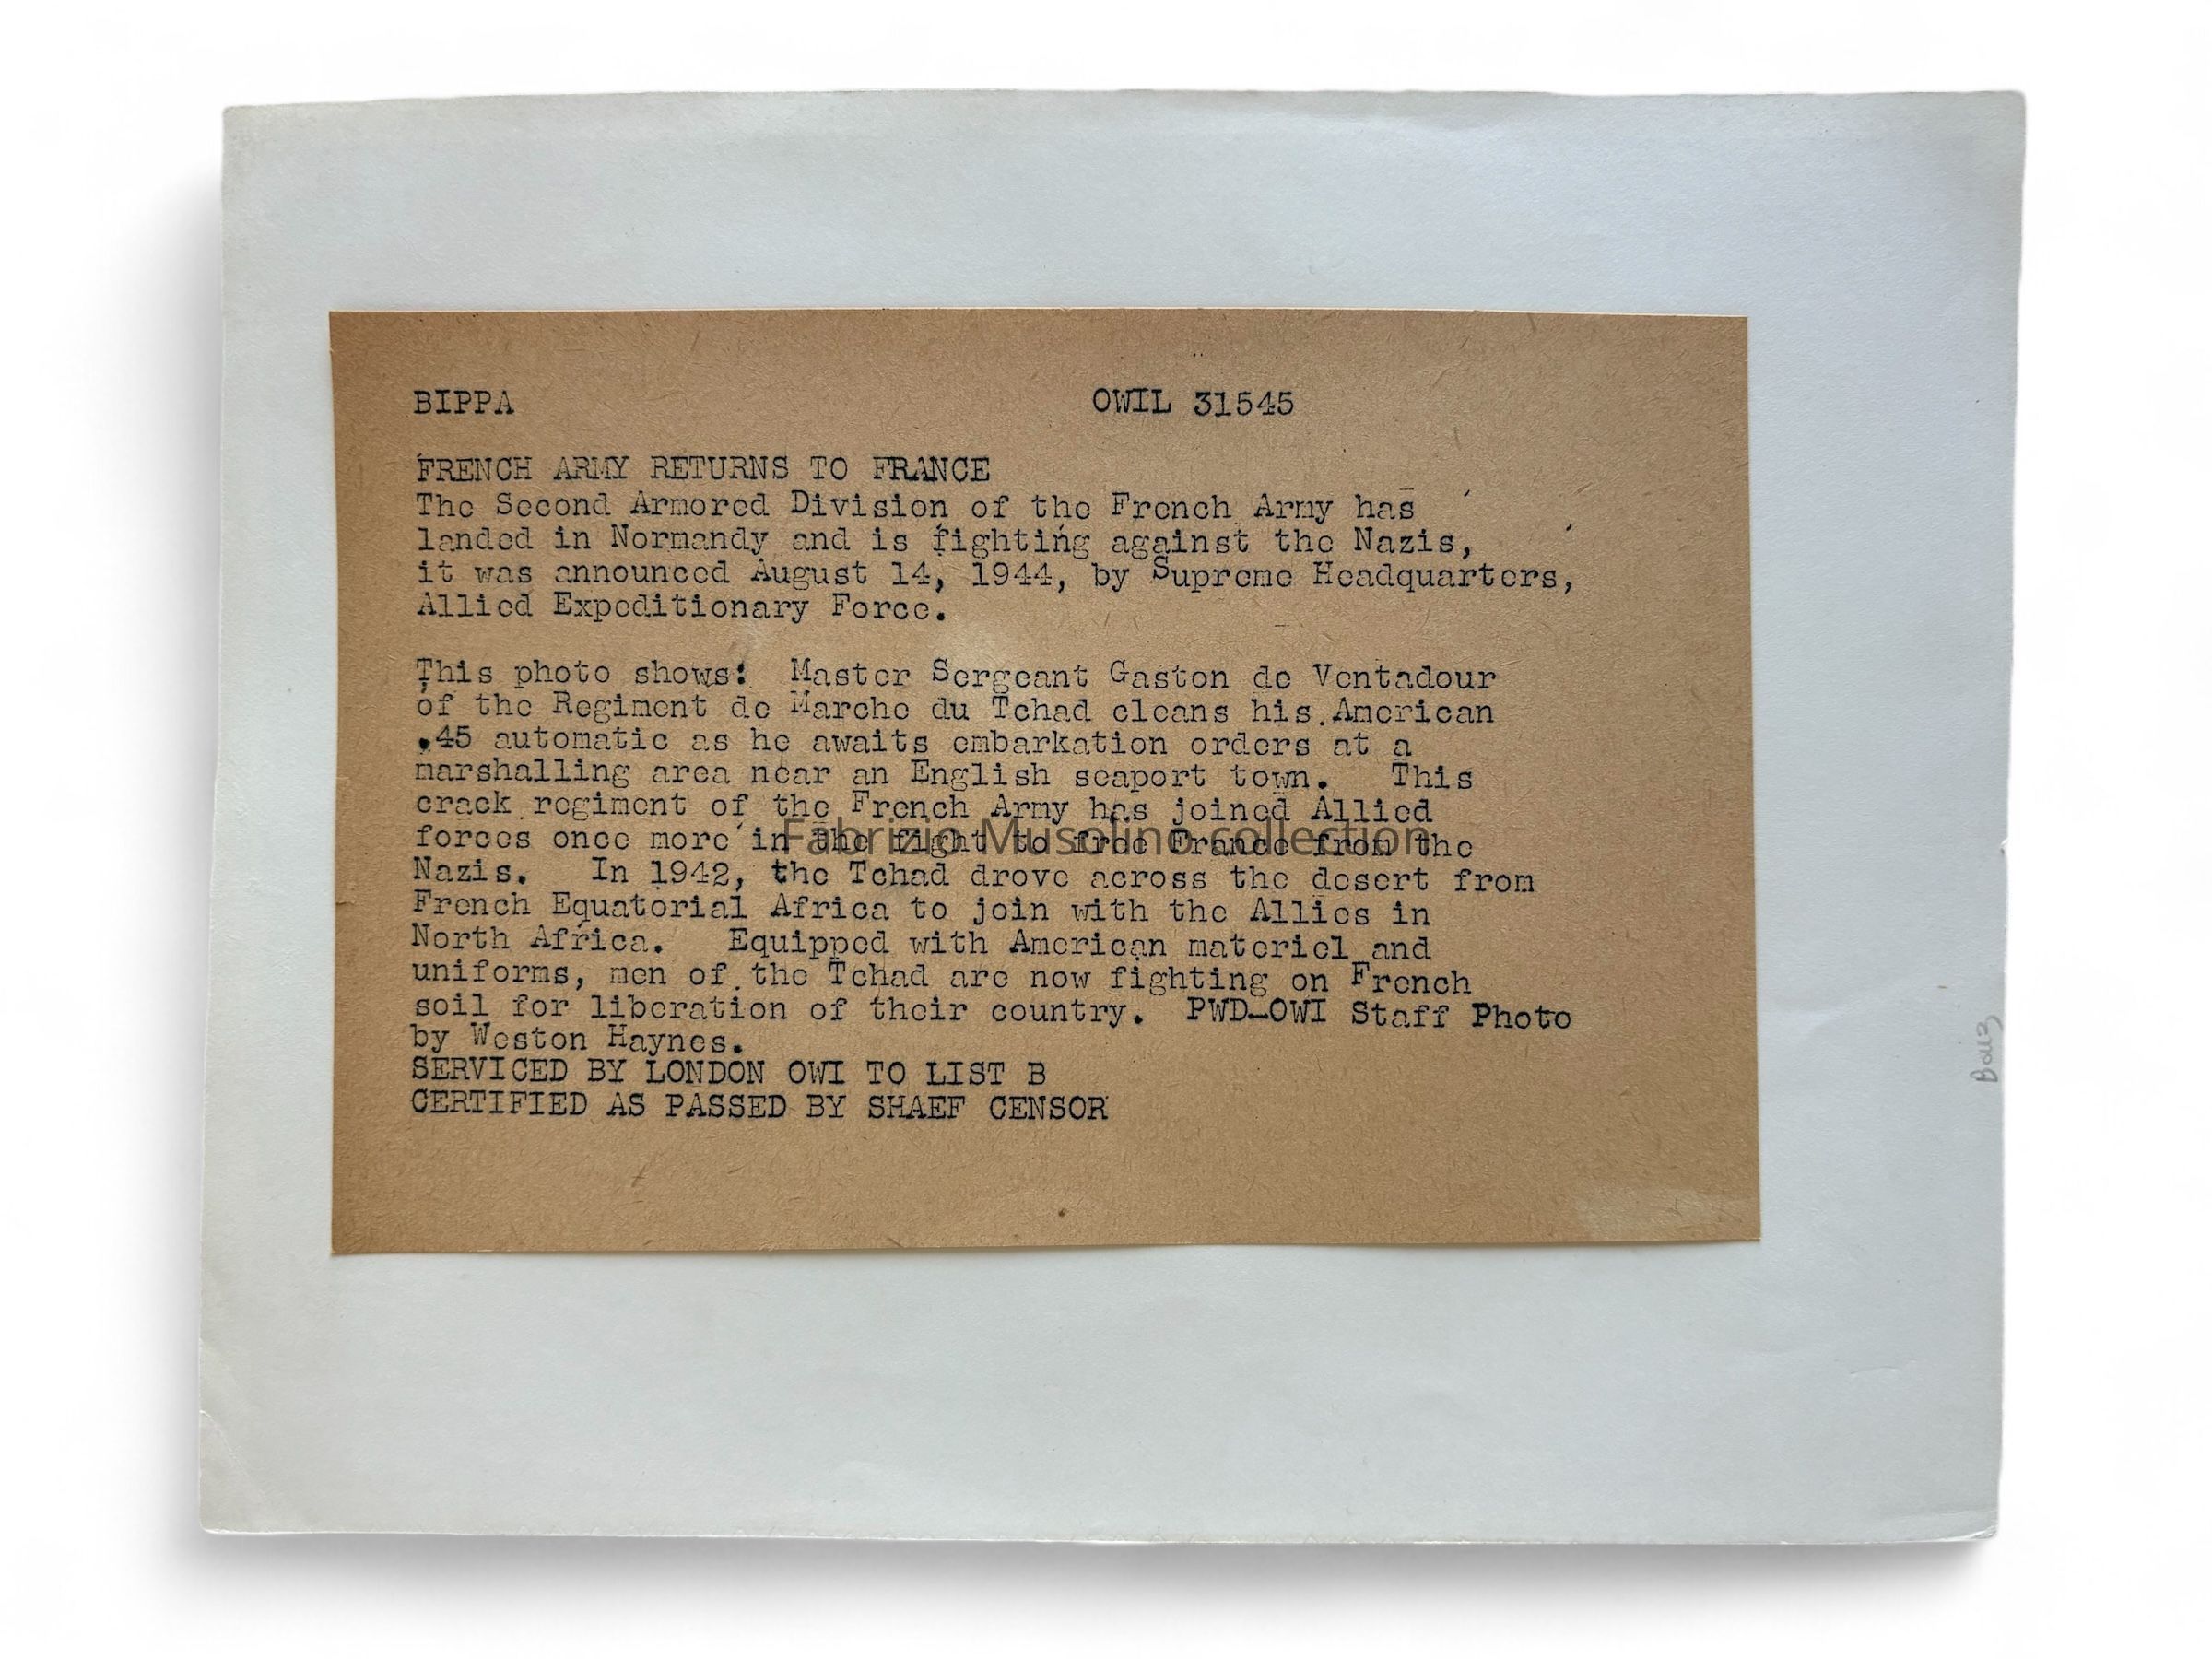 BIPPA OWIL 31545
FRENCH ARMY RETURNS TO FRANCE
The Second Armored Division of the French Army has
landed in Normandy and is fighting against the Nazis,
it was announced August 14, 1944, by Supreme Headquarters,
Allied Expeditionary Force.
This photo shows: Master Sergeant Gaston de Ventadour
of the Regiment de Marche du Tchad cleans his American
.45 automatic as he awaits embarkation orders at a
marshalling area near an English seaport town. This
crack regiment of the French Army has joined Allied
forces once more in the fight to free France from the
Nazis. In 1942, the Tchad drove across the desert from
French Equatorial Africa to join with the Allies in
North Africa. Equipped with American materiel and
uniforms, men of the Tchad are now fighting on French
soil for liberation of their country. PWD-OWI Staff Photo
by Weston Haynes.
SERVICED BY LONDON OWI TO LIST B
CERTIFIED AS PASSED BY SHAEF CENSOR
Fabrizio Musolino collection